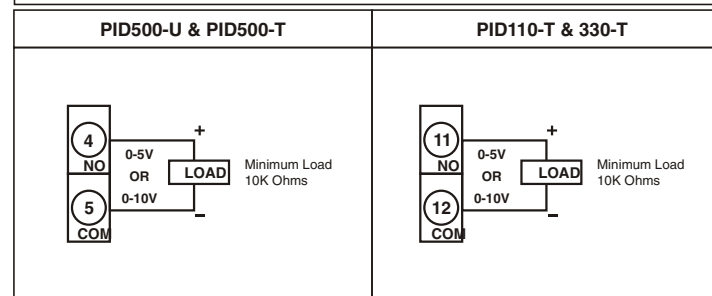 PID500-U & PID500-T
PID110-T & 330-T
4
NO
5
COM
0-5V
OR
0-10V
+
LOAD
–
Minimum Load
10K Ohms
11
NO
12
COM
0-5V
OR
0-10V
+
LOAD
–
Minimum Load
10K Ohms